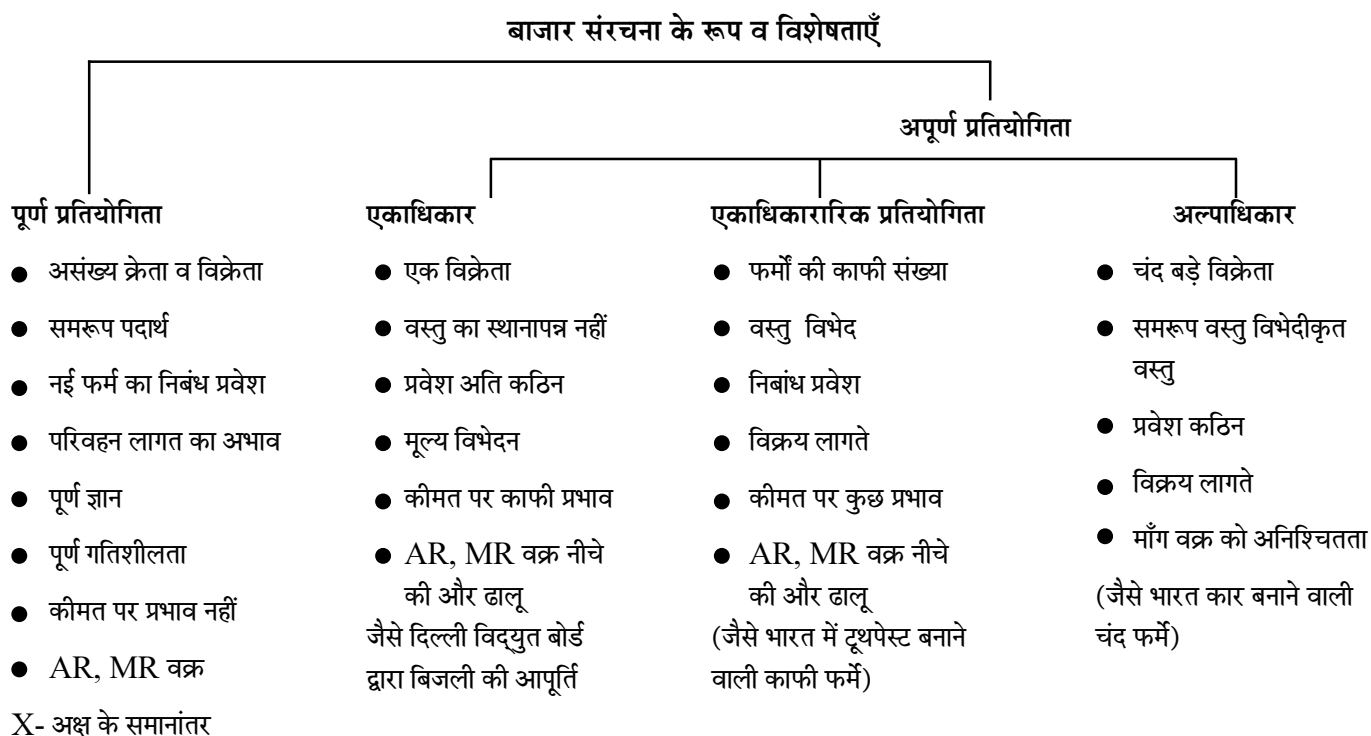 बाजार संरचना के रूप व विशेषताएँ
अपूर्ण प्रतियोगिता
पूर्ण प्रतियोगिता
● असंख्य क्रेता व विक्रेता
● समरूप पदार्थ
● नई फर्म का निबंध प्रवेश
● परिवहन लागत का अभाव
● पूर्ण ज्ञान
● पूर्ण गतिशीलता
● कीमत पर प्रभाव नहीं
● AR, MR वक्र
X- अक्ष के समानांतर
एकाधिकार
● एक विक्रेता
● वस्तु का स्थानापन्न नहीं
● प्रवेश अति कठिन
● मूल्य विभेदन
● कीमत पर काफी प्रभाव
● AR, MR वक्र नीचे
की और ढालू
जैसे दिल्ली विद्युत बोर्ड
द्वारा बिजली की आपूर्ति
एकाधिकारारिक प्रतियोगिता
● फर्मों की काफी संख्या
● वस्तु विभेद
● निबांध प्रवेश
● विक्रय लागते
● कीमत पर कुछ प्रभाव
● AR, MR वक्र नीचे
की और ढालू
(जैसे भारत में टूथपेस्ट बनाने
वाली काफी फर्मे)
अल्पाधिकार
● चंद बड़े विक्रेता
● समरूप वस्तु विभेदीकृत
वस्तु
● प्रवेश कठिन
● विक्रय लागते
● माँग वक्र को अनिश्चितता
(जैसे भारत कार बनाने वाली
चंद फर्मे)